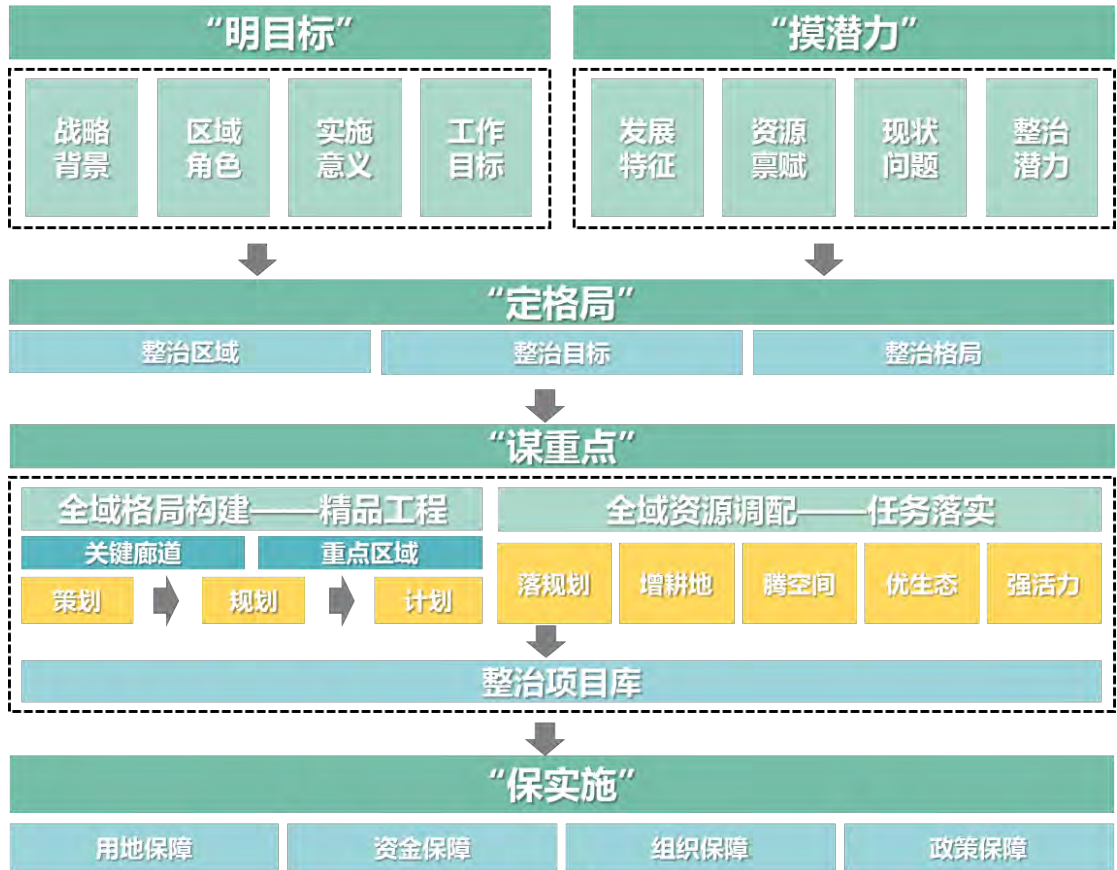 “明目标”
“摸潜力”
战略
背景
区域
角色
实施
意义
工作
目标
发展
特征
资源
禀赋
现状
问题
整治
潜力
“定格局”
整治区域
整治目标
整治格局
“谋重点”
全域格局构建——精品工程
全域资源调配——任务落实
关键廊道
重点区域
策划
规划
计划
落规划
增耕地
腾空间
优生态
强活力
整治项目库
“保实施”
用地保障
资金保障
组织保障
政策保障